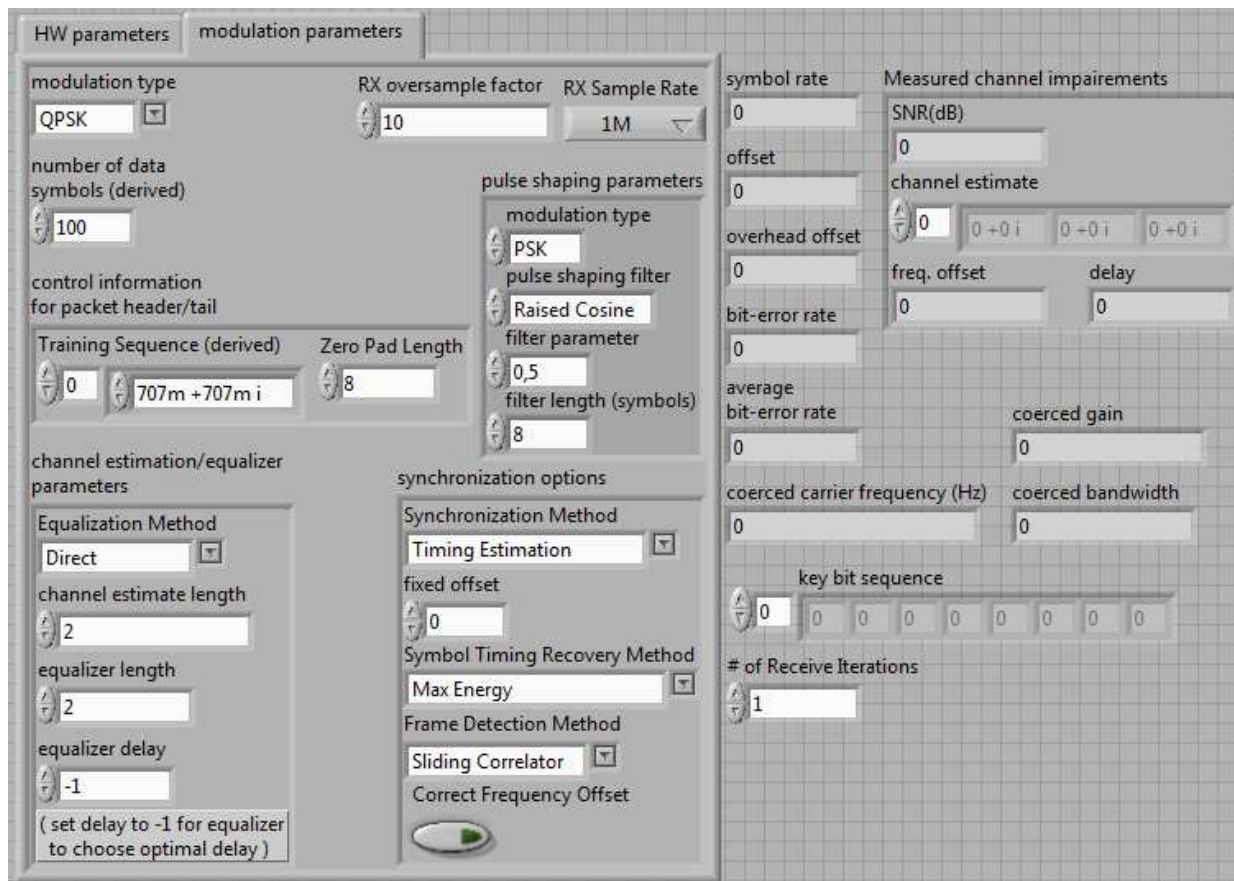 HW parameters
modulation parameters
modulation type
QPSK
RX oversample factor
10
RX Sample Rate
1M
number of data
symbols (derived)
100
control information
for packet header/tail
Training Sequence (derived)
0
707m +707m i
Zero Pad Length
8
pulse shaping parameters
modulation type
PSK
pulse shaping filter
Raised Cosine
filter parameter
0,5
filter length (symbols)
8
channel estimation/equalizer
parameters
Equalization Method
Direct
channel estimate length
2
equalizer length
2
equalizer delay
-1
( set delay to -1 for equalizer
to choose optimal delay )
synchronization options
Synchronization Method
Timing Estimation
fixed offset
0
Symbol Timing Recovery Method
Max Energy
Frame Detection Method
Sliding Correlator
Correct Frequency Offset
symbol rate
0
offset
0
overhead offset
0
bit-error rate
0
average
bit-error rate
0
Measured channel impairements
SNR(dB)
0
channel estimate
0
0 +0 i
0 +0 i
0 +0 i
freq. offset
0
delay
0
coerced gain
0
coerced carrier frequency (Hz)
0
coerced bandwidth
0
key bit sequence
0
0 0 0 0 0 0 0 0
# of Receive Iterations
1